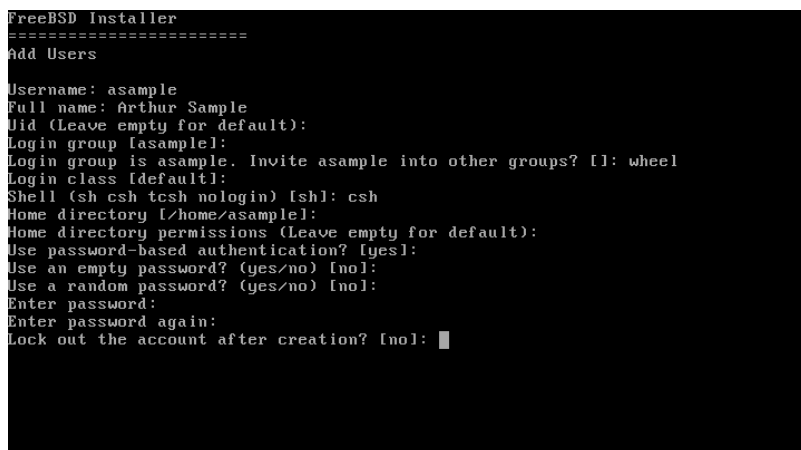 FreeBSD Installer
========================
Add Users
Username: asample
Full name: Arthur Sample
Uid (Leave empty for default):
Login group [asample]:
Login group is asample. Invite asample into other groups? []: wheel
Login class [default]:
Shell (sh csh tcsh nologin) [sh]: csh
Home directory [/home/asample]:
Home directory permissions (Leave empty for default):
Use password-based authentication? [yes]:
Use an empty password? (yes/no) [no]:
Use a random password? (yes/no) [no]:
Enter password:
Enter password again:
Lock out the account after creation? [no]: